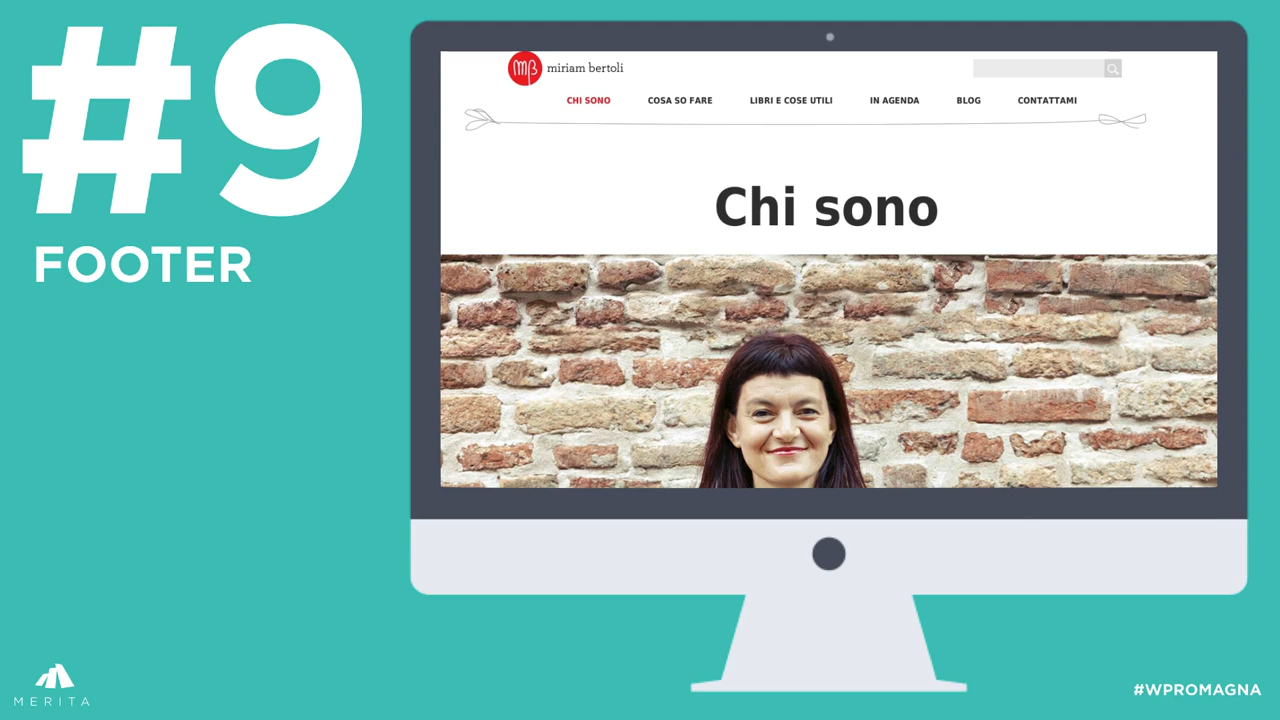 #9
FOOTER
mβ miriam bertoli
CHI SONO COSA SO FARE LIBRI E COSE UTILI IN AGENDA BLOG CONTATTAMI
Chi sono
MERITA
#WPROMAGNA